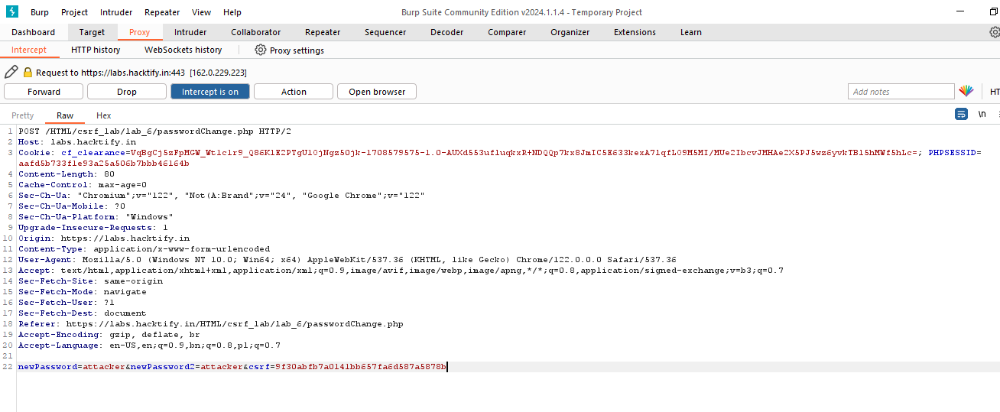 Burp Project Intruder Repeater View Help Burp Suite Community Edition v2024.1.1.4 - Temporary Project
Dashboard Target Proxy Intruder Collaborator Repeater Sequencer Decoder Comparer Organizer Extensions Learn
Intercept HTTP history WebSockets history Proxy settings
Request to https://labs.hacktify.in:443 [162.0.229.223]
Forward Drop Intercept is on Action Open browser Add notes HT
Pretty Raw Hex \n
1 POST /HTML/csrf_lab/lab_6/passwordChange.php HTTP/2
2 Host: labs.hacktify.in
3 Cookie: cf_clearance=VqBgCj5zFpMGW_Wt1clr9_Q86K1E2PTgUl0jNgz50jk-1708579575-1.0-AUXd553ufluqkxR+NDQQp7kx8JmIC5E633kexA7lqfL09M5MI/MUe2IbcvJMHAe2X5PJ5wz6yvkTBl5hMWf5hLc=; PHPSESSID=
aafd5b733f1e93a25a506b7bbb46164b
4 Content-Length: 80
5 Cache-Control: max-age=0
6 Sec-Ch-Ua: "Chromium";v="122", "Not(A:Brand";v="24", "Google Chrome";v="122"
7 Sec-Ch-Ua-Mobile: ?0
8 Sec-Ch-Ua-Platform: "Windows"
9 Upgrade-Insecure-Requests: 1
10 Origin: https://labs.hacktify.in
11 Content-Type: application/x-www-form-urlencoded
12 User-Agent: Mozilla/5.0 (Windows NT 10.0; Win64; x64) AppleWebKit/537.36 (KHTML, like Gecko) Chrome/122.0.0.0 Safari/537.36
13 Accept: text/html,application/xhtml+xml,application/xml;q=0.9,image/avif,image/webp,image/apng,*/*;q=0.8,application/signed-exchange;v=b3;q=0.7
14 Sec-Fetch-Site: same-origin
15 Sec-Fetch-Mode: navigate
16 Sec-Fetch-User: ?1
17 Sec-Fetch-Dest: document
18 Referer: https://labs.hacktify.in/HTML/csrf_lab/lab_6/passwordChange.php
19 Accept-Encoding: gzip, deflate, br
20 Accept-Language: en-US,en;q=0.9,bn;q=0.8,pl;q=0.7
21
22 newPassword=attacker&newPassword2=attacker&csrf=9f30abfb7a0141bb657fa6d587a5878b